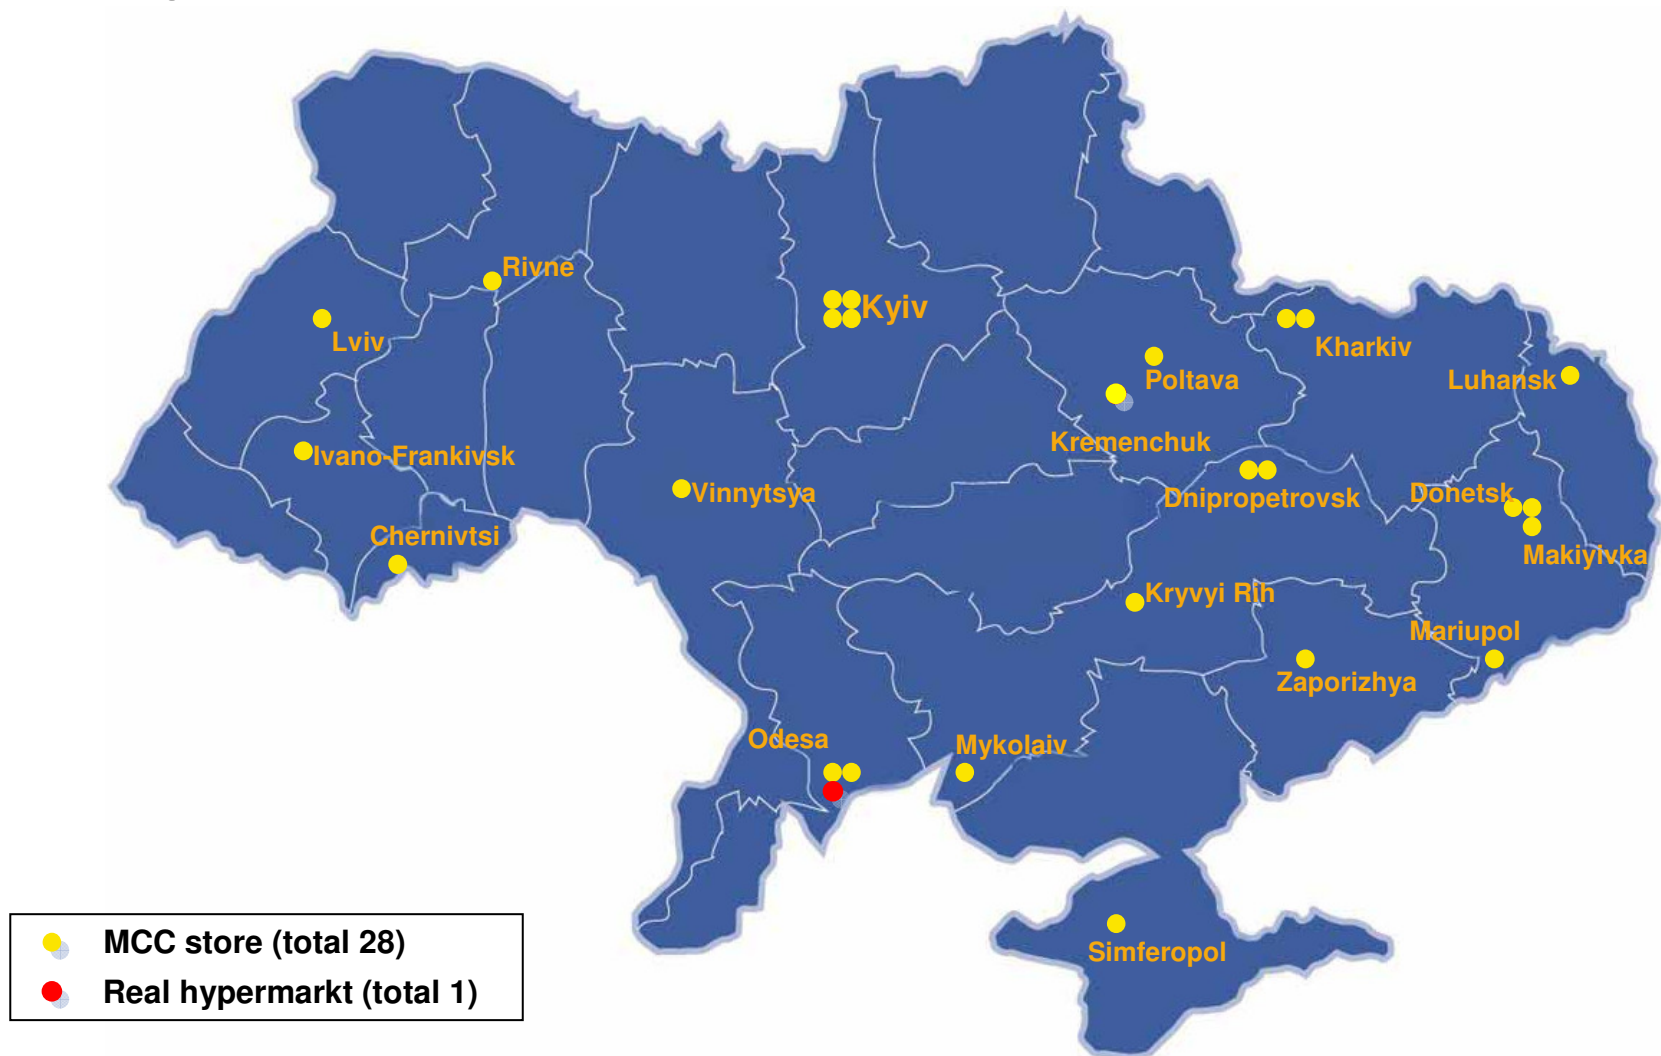 Rivne
Kyiv
Lviv
Kharkiv
Poltava
Luhansk
Kremenchuk
Ivano-Frankivsk
Vinnytsya
Dnipropetrovsk
Donetsk
Chernivtsi
Makiyivka
Kryvyi Rih
Mariupol
Zaporizhya
Odesa
Mykolaiv
Simferopol
MCC store (total 28)
Real hypermarkt (total 1)